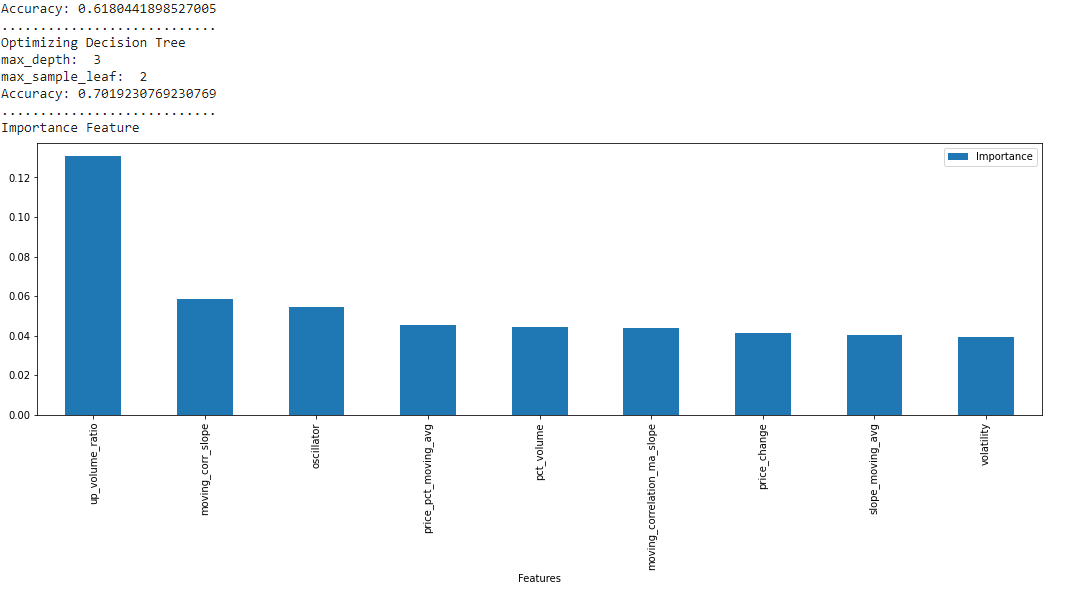 Accuracy: 0.6180441898527005
............................
Optimizing Decision Tree
max_depth:  3
max_sample_leaf:  2
Accuracy: 0.7019230769230769
............................
Importance Feature
Importance
0.12
0.10
0.08
0.06
0.04
0.02
0.00
up_volume_ratio
moving_corr_slope
oscillator
price_pct_moving_avg
pct_volume
moving_correlation_ma_slope
price_change
slope_moving_avg
volatility
Features